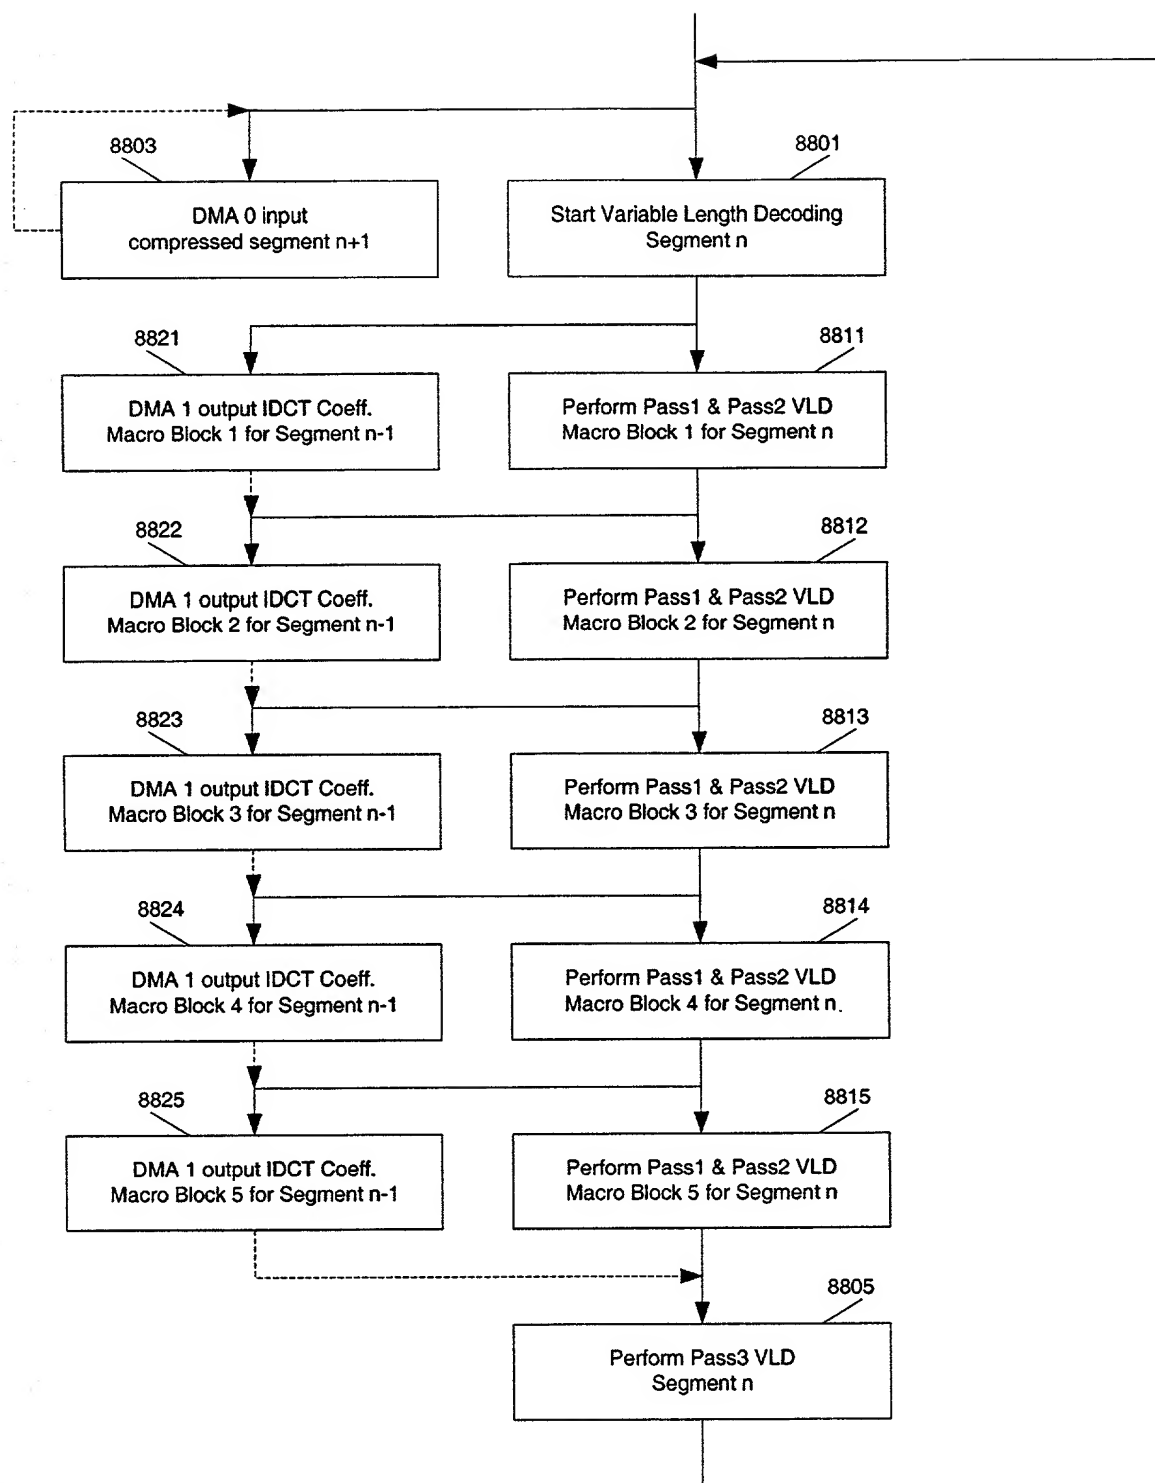 8803
DMA 0 input
compressed segment n+1
8801
Start Variable Length Decoding
Segment n
8821
DMA 1 output IDCT Coeff.
Macro Block 1 for Segment n-1
8811
Perform Pass1 & Pass2 VLD
Macro Block 1 for Segment n
8822
DMA 1 output IDCT Coeff.
Macro Block 2 for Segment n-1
8812
Perform Pass1 & Pass2 VLD
Macro Block 2 for Segment n
8823
DMA 1 output IDCT Coeff.
Macro Block 3 for Segment n-1
8813
Perform Pass1 & Pass2 VLD
Macro Block 3 for Segment n
8824
DMA 1 output IDCT Coeff.
Macro Block 4 for Segment n-1
8814
Perform Pass1 & Pass2 VLD
Macro Block 4 for Segment n.
8825
DMA 1 output IDCT Coeff.
Macro Block 5 for Segment n-1
8815
Perform Pass1 & Pass2 VLD
Macro Block 5 for Segment n
8805
Perform Pass3 VLD
Segment n